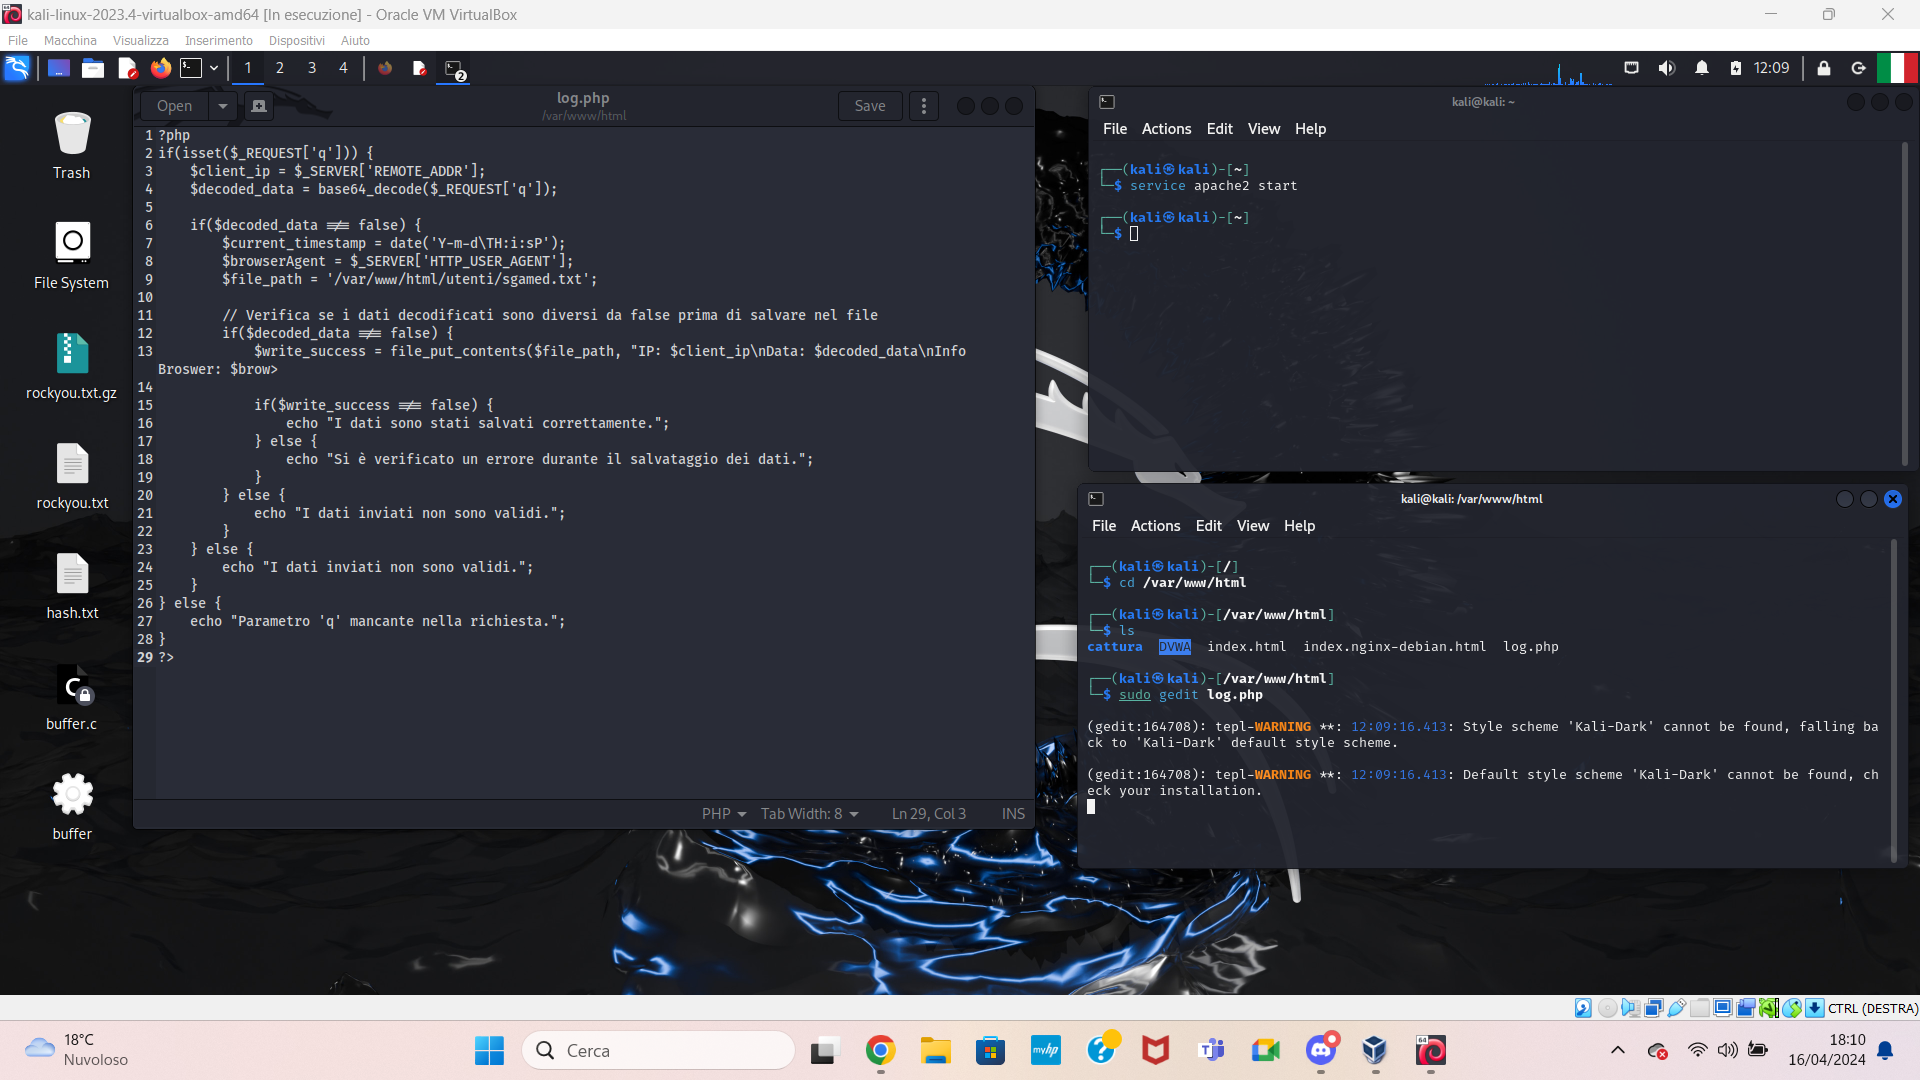 kali-linux-2023.4-virtualbox-amd64 [In esecuzione] - Oracle VM VirtualBox
File Macchina Visualizza Inserimento Dispositivi Aiuto
1 2 3 4
2
12:09
Trash
File System
rockyou.txt.gz
rockyou.txt
hash.txt
buffer.c
buffer
Open
log.php
/var/www/html
Save
1 ?php
2 if(isset($_REQUEST['q'])) {
3     $client_ip = $_SERVER['REMOTE_ADDR'];
4     $decoded_data = base64_decode($_REQUEST['q']);
5
6     if($decoded_data !== false) {
7         $current_timestamp = date('Y-m-d\TH:i:sP');
8         $browserAgent = $_SERVER['HTTP_USER_AGENT'];
9         $file_path = '/var/www/html/utenti/sgamed.txt';
10
11         // Verifica se i dati decodificati sono diversi da false prima di salvare nel file
12         if($decoded_data !== false) {
13             $write_success = file_put_contents($file_path, "IP: $client_ip\nData: $decoded_data\nInfo
Broswer: $brow>
14
15             if($write_success !== false) {
16                 echo "I dati sono stati salvati correttamente.";
17             } else {
18                 echo "Si è verificato un errore durante il salvataggio dei dati.";
19             }
20         } else {
21             echo "I dati inviati non sono validi.";
22         }
23     } else {
24         echo "I dati inviati non sono validi.";
25     }
26 } else {
27     echo "Parametro 'q' mancante nella richiesta.";
28 }
29 ?>
PHP Tab Width: 8 Ln 29, Col 3 INS
kali@kali: ~
File Actions Edit View Help
(kali㉿kali)-[~]
$ service apache2 start
(kali㉿kali)-[~]
$
kali@kali: /var/www/html
File Actions Edit View Help
(kali㉿kali)-[/]
$ cd /var/www/html
(kali㉿kali)-[/var/www/html]
$ ls
cattura DVWA index.html index.nginx-debian.html log.php
(kali㉿kali)-[/var/www/html]
$ sudo gedit log.php
(gedit:164708): tepl-WARNING **: 12:09:16.413: Style scheme 'Kali-Dark' cannot be found, falling ba
ck to 'Kali-Dark' default style scheme.
(gedit:164708): tepl-WARNING **: 12:09:16.413: Default style scheme 'Kali-Dark' cannot be found, ch
eck your installation.
CTRL (DESTRA)
18°C
Nuvoloso
Cerca
myhp
64
18:10
16/04/2024